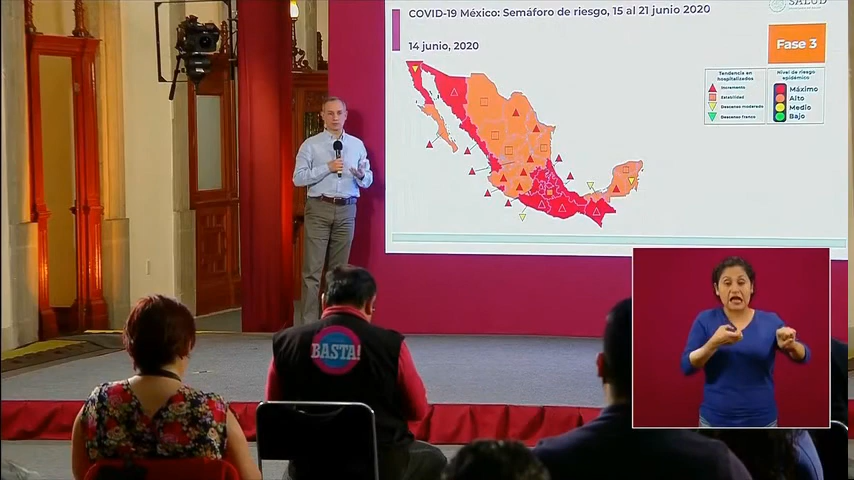 COVID-19 México: Semáforo de riesgo, 15 al 21 junio 2020
SALUD
14 junio, 2020
Fase 3
Tendencia en
hospitalizados
Incremento
Estabilidad
Descenso moderado
Descenso franco
Nivel de riesgo
epidémico
Máximo
Alto
Medio
Bajo
BASTA!